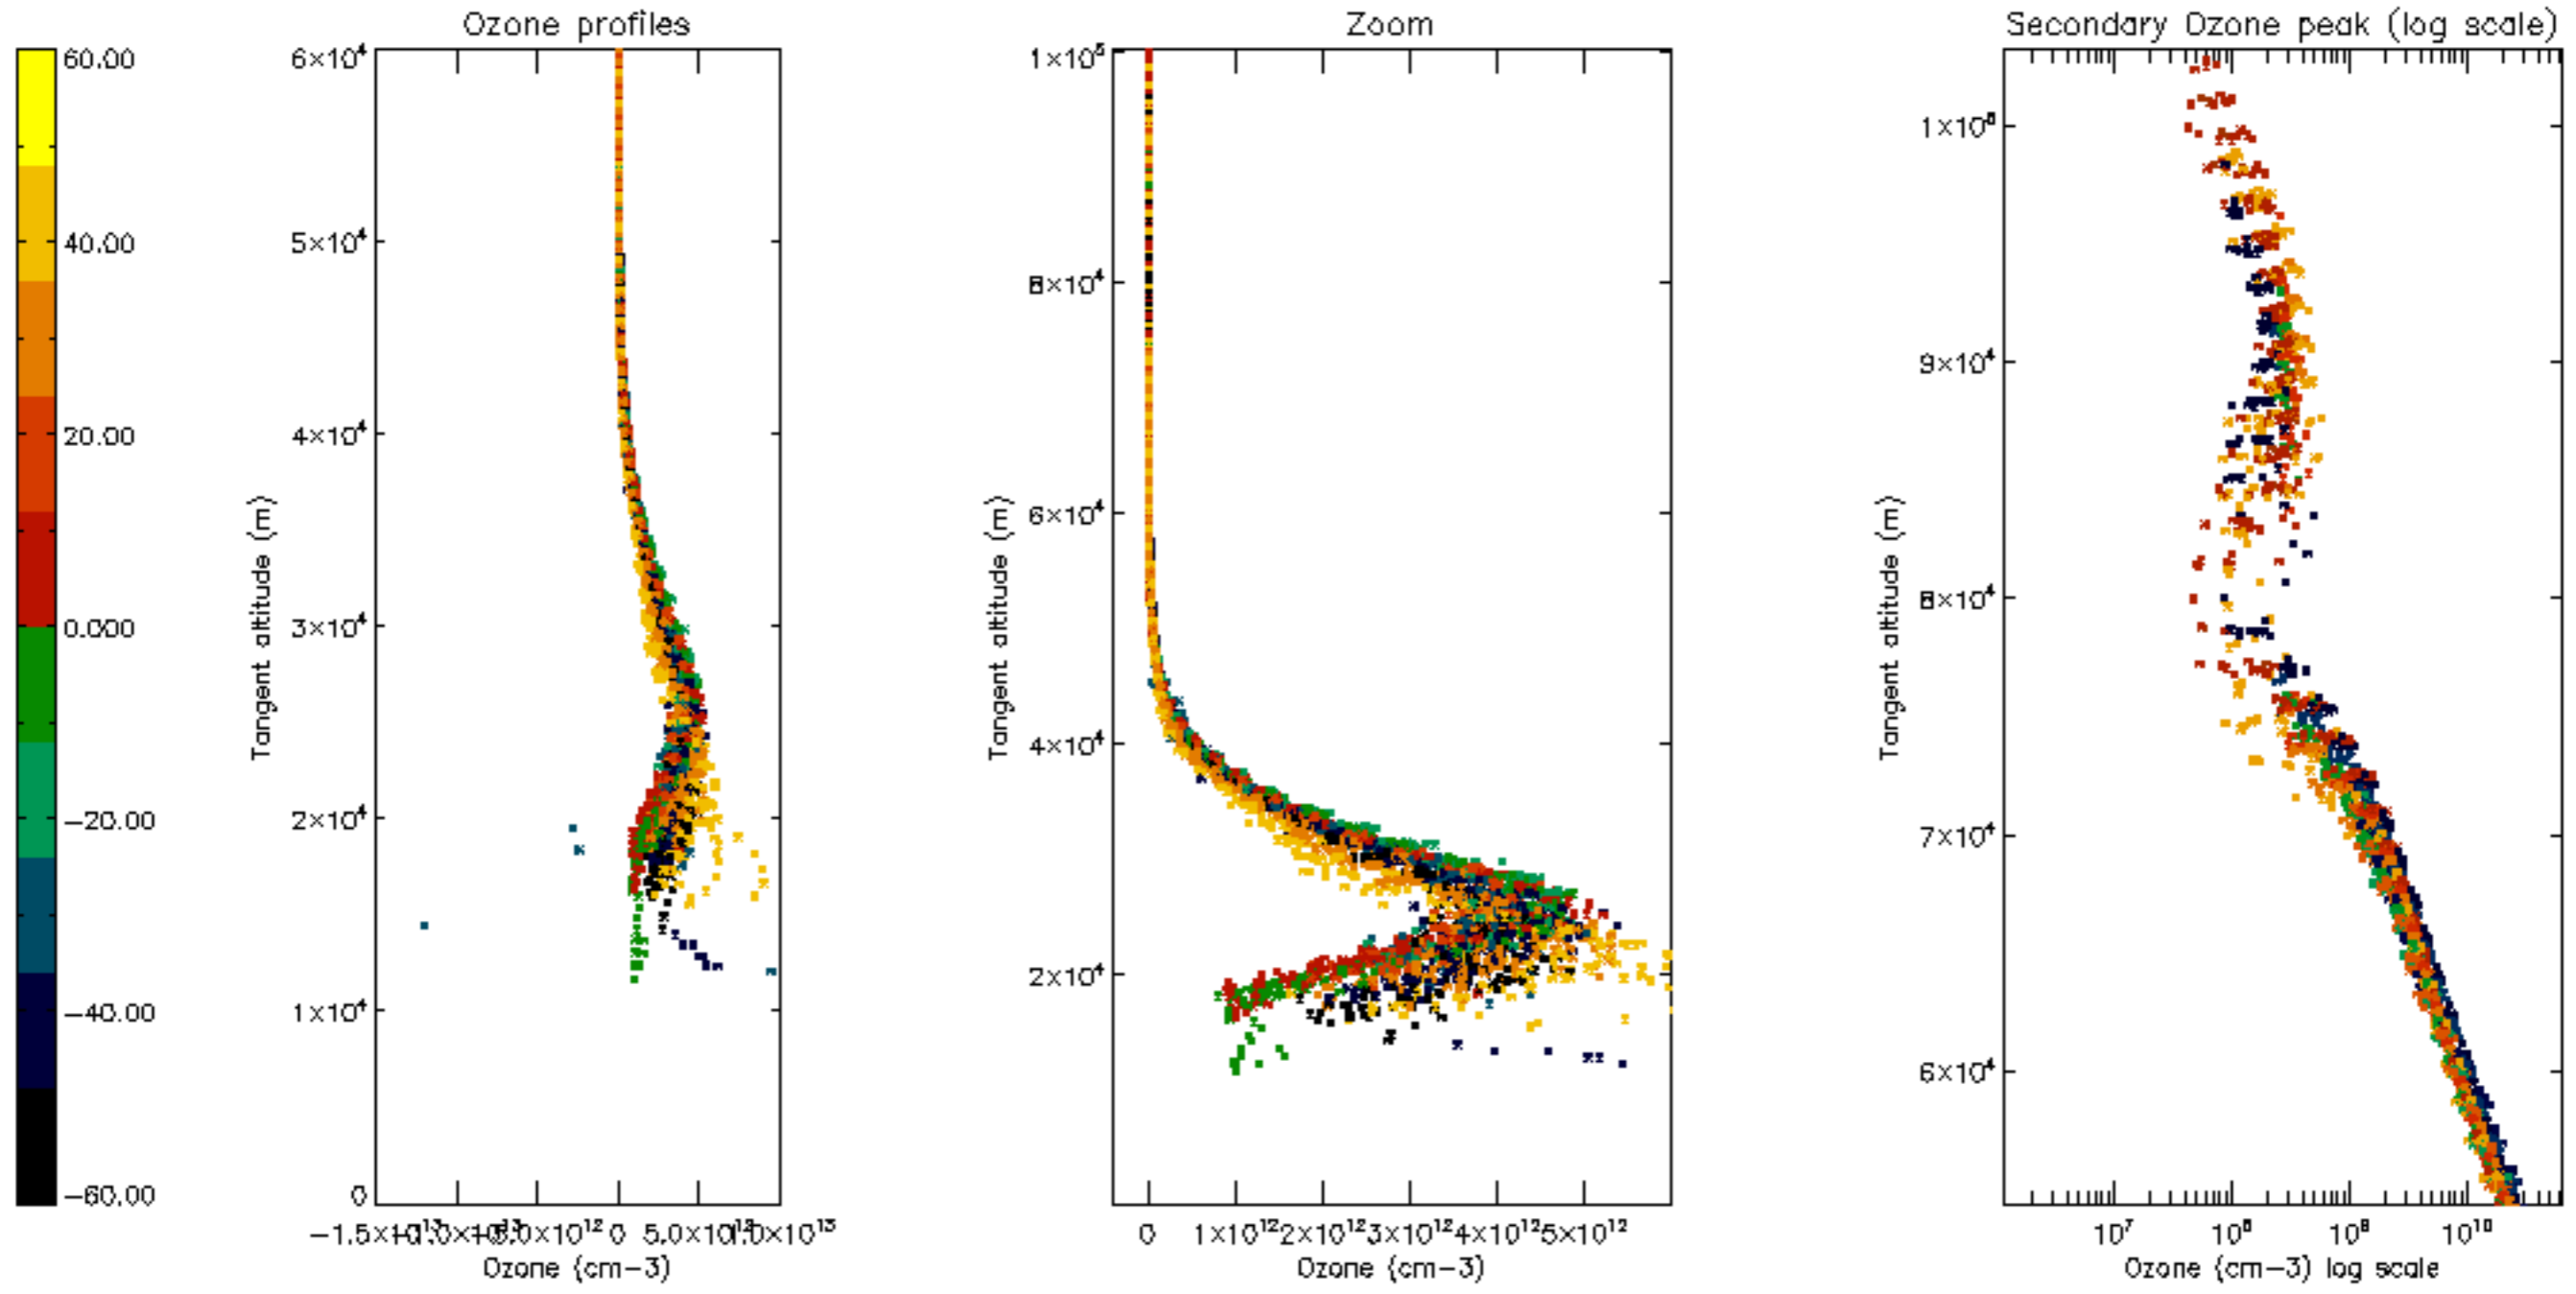 Ozone profiles
Zoom
Secondary Ozone peak (log scale)
60.00
40.00
20.00
0.000
−20.00
−40.00
−60.00
6×10⁴
5×10⁴
4×10⁴
3×10⁴
2×10⁴
1×10⁴
0
Tangent altitude (m)
0 5.0×10¹²
Ozone (cm−3)
1×10⁵
8×10⁴
6×10⁴
4×10⁴
2×10⁴
Tangent altitude (m)
0 1×10¹² 2×10¹² 3×10¹² 4×10¹² 5×10¹²
Ozone (cm−3)
1×10⁵
9×10⁴
8×10⁴
7×10⁴
6×10⁴
Tangent altitude (m)
10⁷ 10⁸ 10⁹ 10¹⁰
Ozone (cm−3) log scale